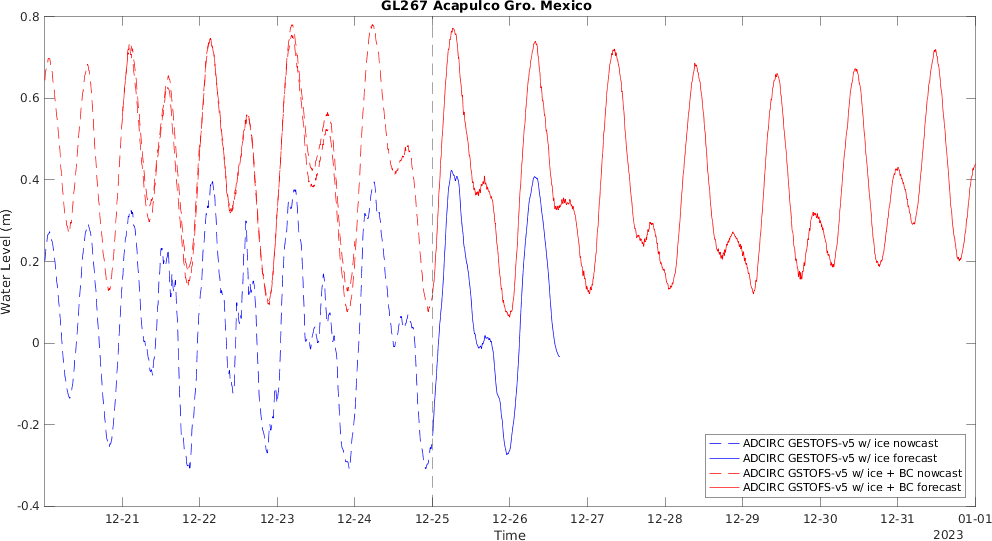 GL267 Acapulco Gro. Mexico
0.8
0.6
0.4
0.2
0
-0.2
-0.4
Water Level (m)
12-21 12-22 12-23 12-24 12-25 12-26 12-27 12-28 12-29 12-30 12-31 01-01
Time
2023
ADCIRC GESTOFS-v5 w/ ice nowcast
ADCIRC GESTOFS-v5 w/ ice forecast
ADCIRC GSTOFS-v5 w/ ice + BC nowcast
ADCIRC GSTOFS-v5 w/ ice + BC forecast